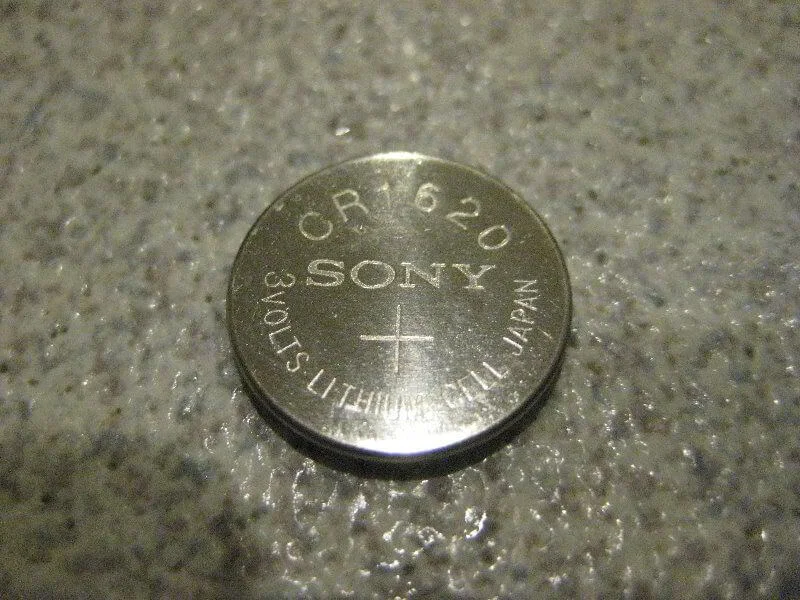 CR1620
SONY
+
3VOLTS LITHIUM CELL JAPAN